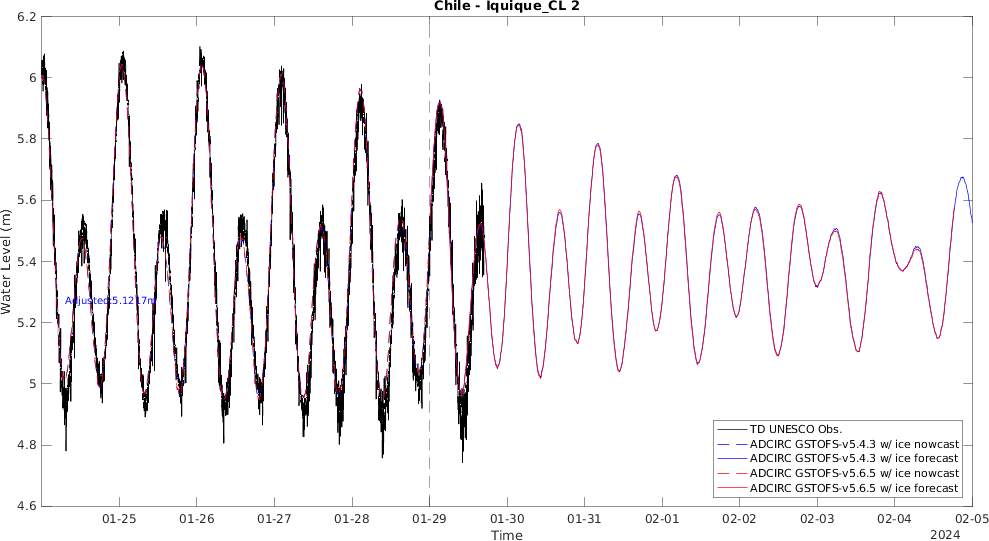 Chile - Iquique_CL 2
Water Level (m)
6.2
6
5.8
5.6
5.4
5.2
5
4.8
4.6
Adjusted:5.1217m
TD UNESCO Obs.
ADCIRC GSTOFS-v5.4.3 w/ ice nowcast
ADCIRC GSTOFS-v5.4.3 w/ ice forecast
ADCIRC GSTOFS-v5.6.5 w/ ice nowcast
ADCIRC GSTOFS-v5.6.5 w/ ice forecast
01-25 01-26 01-27 01-28 01-29 01-30 01-31 02-01 02-02 02-03 02-04 02-05
Time
2024